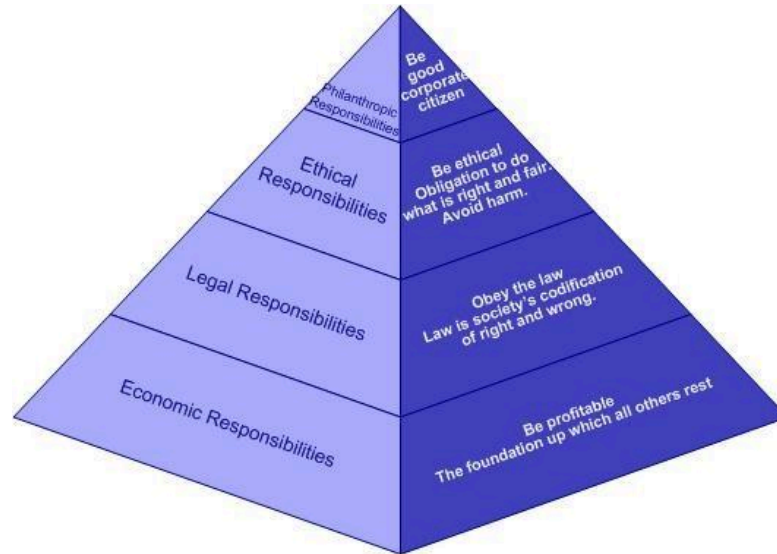 Philanthropic
Responsibilities
Be
good
corporate
citizen
Ethical
Responsibilities
Be ethical
Obligation to do
what is right and fair.
Avoid harm.
Legal Responsibilities
Obey the law
Law is society's codification
of right and wrong.
Economic Responsibilities
Be profitable
The foundation up which all others rest